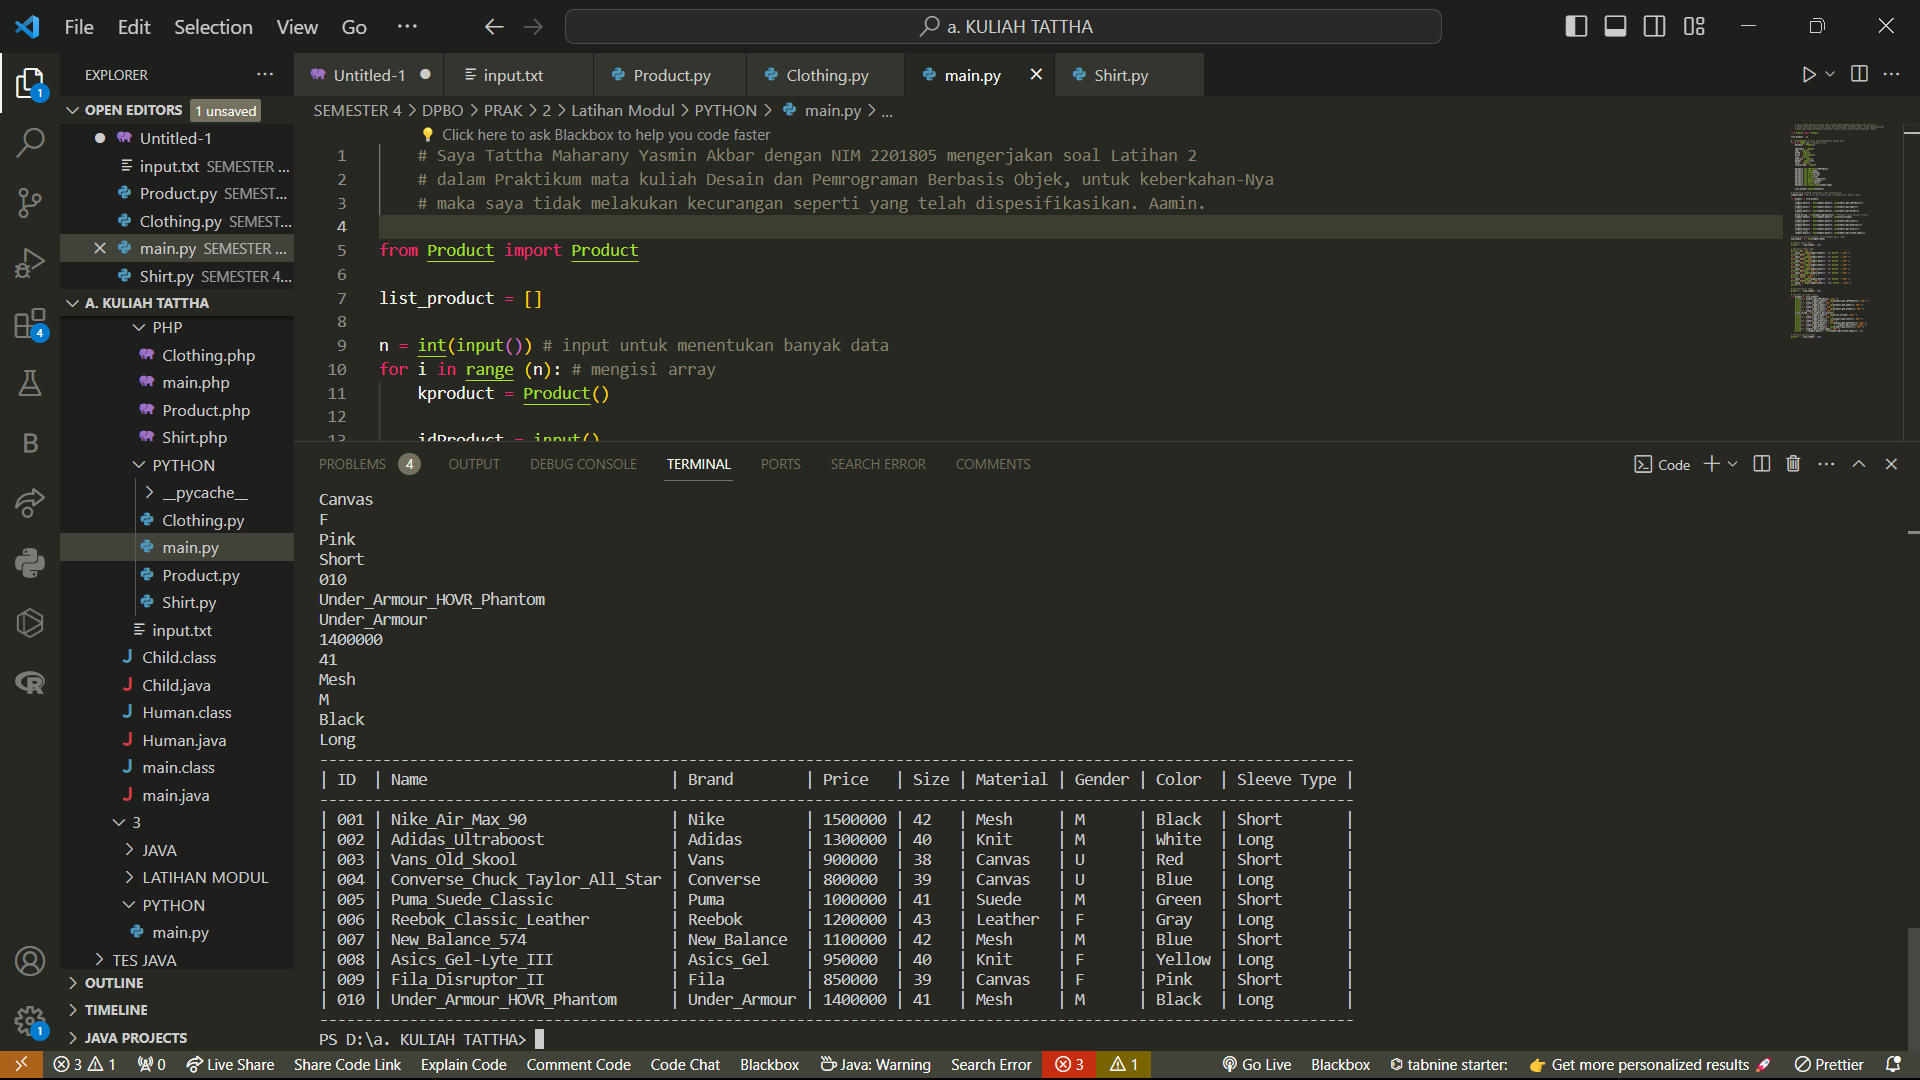 File Edit Selection View Go ··· a. KULIAH TATTHA
EXPLORER ···
Untitled-1 input.txt Product.py Clothing.py main.py Shirt.py
OPEN EDITORS 1 unsaved
Untitled-1
input.txt SEMESTER ...
Product.py SEMEST...
Clothing.py SEMEST...
main.py SEMESTER ...
Shirt.py SEMESTER 4...
A. KULIAH TATTHA
PHP
Clothing.php
main.php
Product.php
Shirt.php
PYTHON
__pycache__
Clothing.py
main.py
Product.py
Shirt.py
input.txt
Child.class
Child.java
Human.class
Human.java
main.class
main.java
3
JAVA
LATIHAN MODUL
PYTHON
main.py
TES JAVA
OUTLINE
TIMELINE
JAVA PROJECTS
1
4
B
1
SEMESTER 4 > DPBO > PRAK > 2 > Latihan Modul > PYTHON > main.py > ...
Click here to ask Blackbox to help you code faster
1 # Saya Tattha Maharany Yasmin Akbar dengan NIM 2201805 mengerjakan soal Latihan 2
2 # dalam Praktikum mata kuliah Desain dan Pemrograman Berbasis Objek, untuk keberkahan-Nya
3 # maka saya tidak melakukan kecurangan seperti yang telah dispesifikasikan. Aamin.
4
5 from Product import Product
6
7 list_product = []
8
9 n = int(input()) # input untuk menentukan banyak data
10 for i in range (n): # mengisi array
11 kproduct = Product()
12
13 idProduct = input()
PROBLEMS 4 OUTPUT DEBUG CONSOLE TERMINAL PORTS SEARCH ERROR COMMENTS Code
Canvas
F
Pink
Short
010
Under_Armour_HOVR_Phantom
Under_Armour
1400000
41
Mesh
M
Black
Long
| ID | Name | Brand | Price | Size | Material | Gender | Color | Sleeve Type |
| 001 | Nike_Air_Max_90 | Nike | 1500000 | 42 | Mesh | M | Black | Short |
| 002 | Adidas_Ultraboost | Adidas | 1300000 | 40 | Knit | M | White | Long |
| 003 | Vans_Old_Skool | Vans | 900000 | 38 | Canvas | U | Red | Short |
| 004 | Converse_Chuck_Taylor_All_Star | Converse | 800000 | 39 | Canvas | U | Blue | Long |
| 005 | Puma_Suede_Classic | Puma | 1000000 | 41 | Suede | M | Green | Short |
| 006 | Reebok_Classic_Leather | Reebok | 1200000 | 43 | Leather | F | Gray | Long |
| 007 | New_Balance_574 | New_Balance | 1100000 | 42 | Mesh | M | Blue | Short |
| 008 | Asics_Gel-Lyte_III | Asics_Gel | 950000 | 40 | Knit | F | Yellow | Long |
| 009 | Fila_Disruptor_II | Fila | 850000 | 39 | Canvas | F | Pink | Short |
| 010 | Under_Armour_HOVR_Phantom | Under_Armour | 1400000 | 41 | Mesh | M | Black | Long |
PS D:\a. KULIAH TATTHA>
3 1 0 Live Share Share Code Link Explain Code Comment Code Code Chat Blackbox Java: Warning Search Error 3 1 Go Live Blackbox tabnine starter: Get more personalized results Prettier